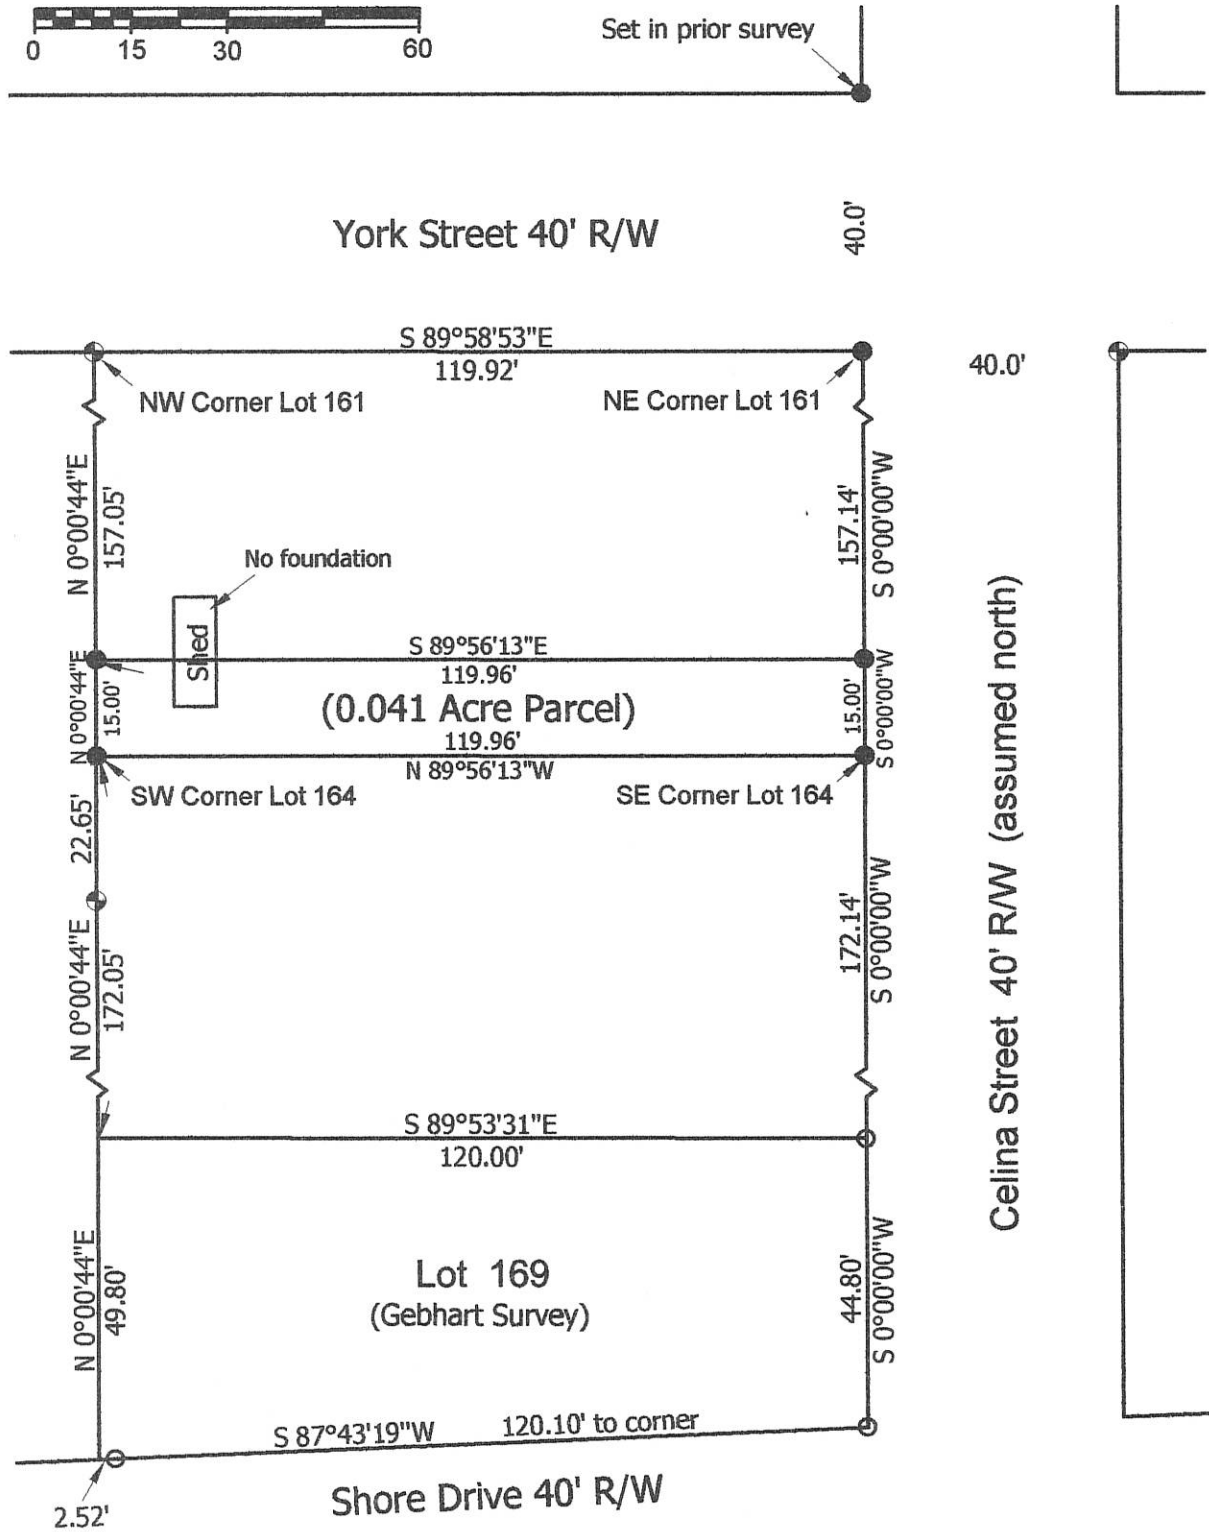 0 15 30 60
Set in prior survey
York Street 40' R/W
40.0'
S 89°58'53"E
119.92'
40.0'
NW Corner Lot 161
NE Corner Lot 161
N 0°00'44"E
157.05'
157.14'
S 0°00'00"W
No foundation
Shed
S 89°56'13"E
119.96'
N 0°00'44"E
15.00'
(0.041 Acre Parcel)
15.00'
S 0°00'00"W
119.96'
N 89°56'13"W
SW Corner Lot 164
SE Corner Lot 164
22.65'
N 0°00'44"E
172.05'
172.14'
S 0°00'00"W
Celina Street 40' R/W (assumed north)
S 89°53'31"E
120.00'
N 0°00'44"E
49.80'
Lot 169
(Gebhart Survey)
44.80'
S 0°00'00"W
S 87°43'19"W 120.10' to corner
2.52'
Shore Drive 40' R/W